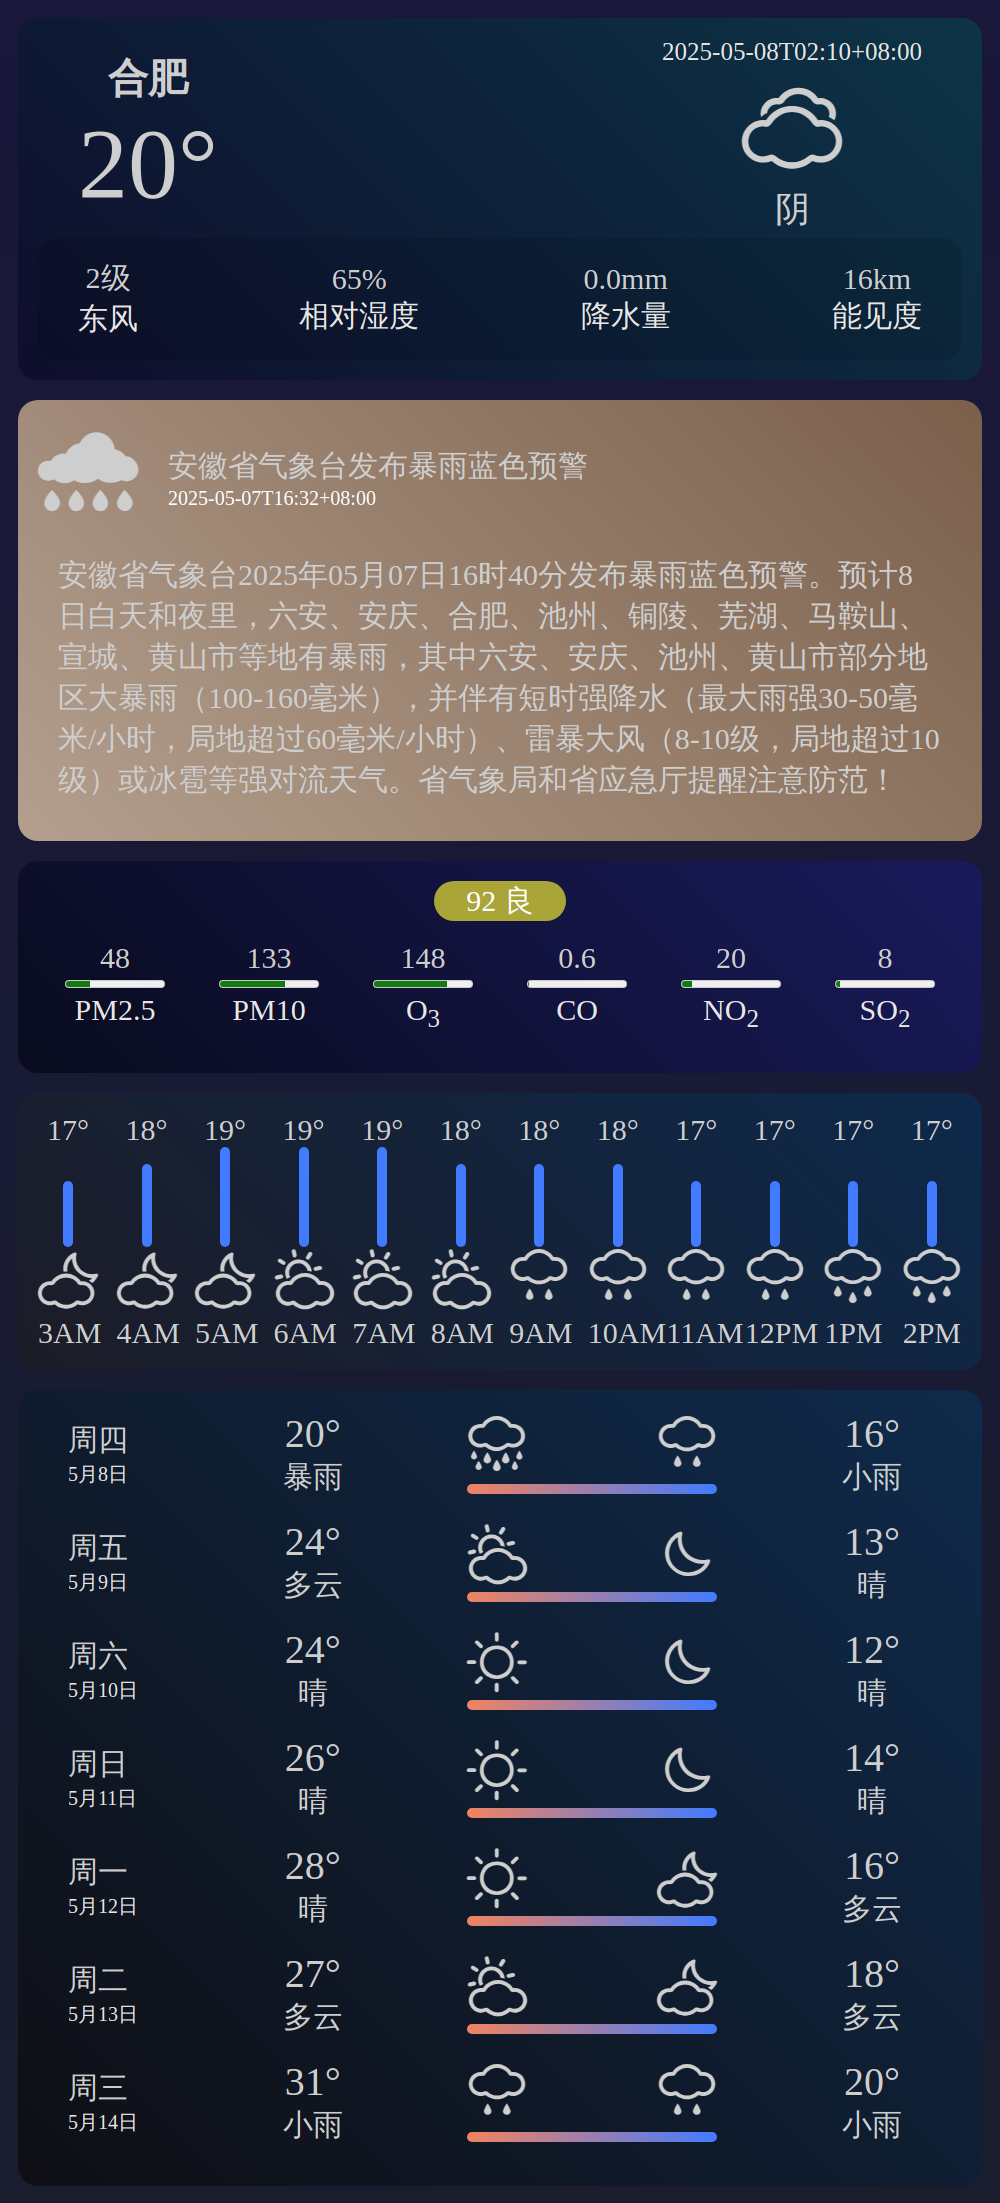 合肥
2025-05-08T02:10+08:00
20°
阴
2级 65% 0.0mm 16km
东风 相对湿度 降水量 能见度
安徽省气象台发布暴雨蓝色预警
2025-05-07T16:32+08:00
安徽省气象台2025年05月07日16时40分发布暴雨蓝色预警。预计8
日白天和夜里，六安、安庆、合肥、池州、铜陵、芜湖、马鞍山、
宣城、黄山市等地有暴雨，其中六安、安庆、池州、黄山市部分地
区大暴雨（100-160毫米），并伴有短时强降水（最大雨强30-50毫
米/小时，局地超过60毫米/小时）、雷暴大风（8-10级，局地超过10
级）或冰雹等强对流天气。省气象局和省应急厅提醒注意防范！
92 良
48 133 148 0.6 20 8
PM2.5 PM10 O₃ CO NO₂ SO₂
17° 18° 19° 19° 19° 18° 18° 18° 17° 17° 17° 17°
3AM 4AM 5AM 6AM 7AM 8AM 9AM 10AM 11AM 12PM 1PM 2PM
周四 20° 16°
5月8日 暴雨 小雨
周五 24° 13°
5月9日 多云 晴
周六 24° 12°
5月10日 晴 晴
周日 26° 14°
5月11日 晴 晴
周一 28° 16°
5月12日 晴 多云
周二 27° 18°
5月13日 多云 多云
周三 31° 20°
5月14日 小雨 小雨